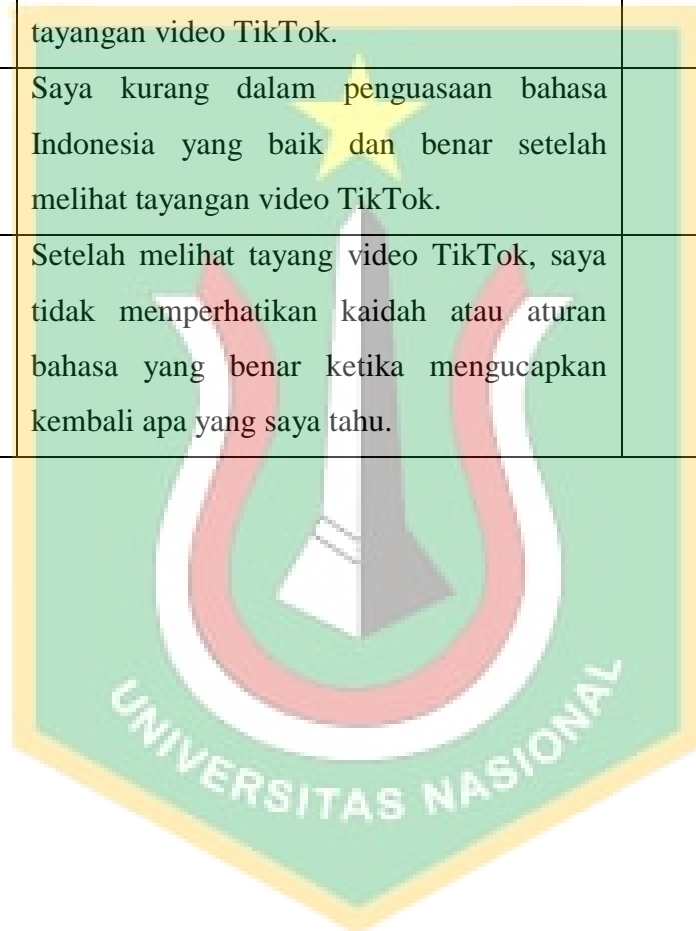 tayangan video TikTok.
Saya kurang dalam penguasaan bahasa
Indonesia yang baik dan benar setelah
melihat tayangan video TikTok.
Setelah melihat tayang video TikTok, saya
tidak memperhatikan kaidah atau aturan
bahasa yang benar ketika mengucapkan
kembali apa yang saya tahu.
UNIVERSITAS NASIONAL